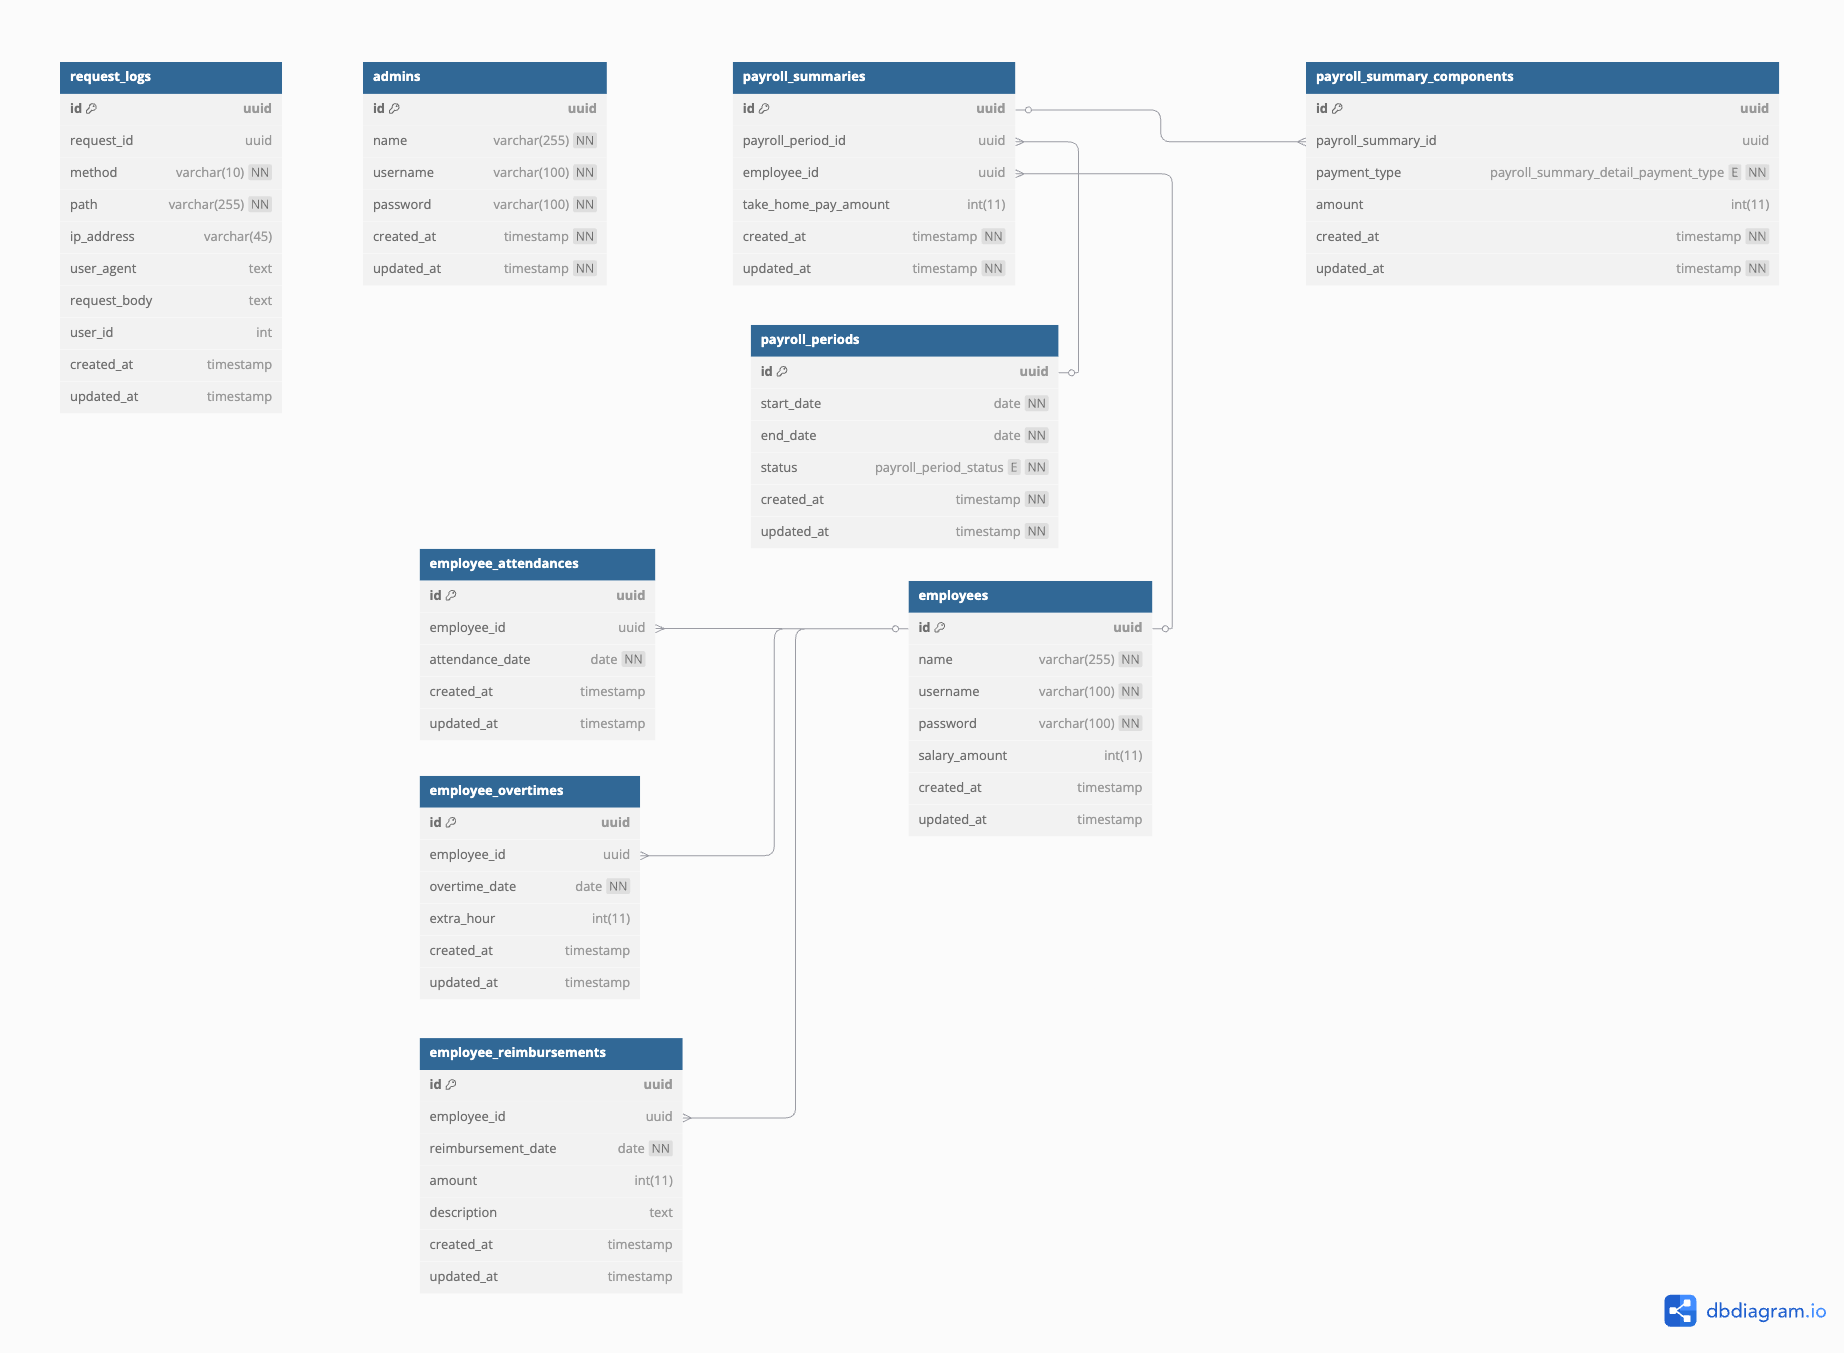 request_logs
id uuid
request_id uuid
method varchar(10) NN
path varchar(255) NN
ip_address varchar(45)
user_agent text
request_body text
user_id int
created_at timestamp
updated_at timestamp
admins
id uuid
name varchar(255) NN
username varchar(100) NN
password varchar(100) NN
created_at timestamp NN
updated_at timestamp NN
payroll_summaries
id uuid
payroll_period_id uuid
employee_id uuid
take_home_pay_amount int(11)
created_at timestamp NN
updated_at timestamp NN
payroll_summary_components
id uuid
payroll_summary_id uuid
payment_type payroll_summary_detail_payment_type E NN
amount int(11)
created_at timestamp NN
updated_at timestamp NN
payroll_periods
id uuid
start_date date NN
end_date date NN
status payroll_period_status E NN
created_at timestamp NN
updated_at timestamp NN
employee_attendances
id uuid
employee_id uuid
attendance_date date NN
created_at timestamp
updated_at timestamp
employees
id uuid
name varchar(255) NN
username varchar(100) NN
password varchar(100) NN
salary_amount int(11)
created_at timestamp
updated_at timestamp
employee_overtimes
id uuid
employee_id uuid
overtime_date date NN
extra_hour int(11)
created_at timestamp
updated_at timestamp
employee_reimbursements
id uuid
employee_id uuid
reimbursement_date date NN
amount int(11)
description text
created_at timestamp
updated_at timestamp
dbdiagram.io